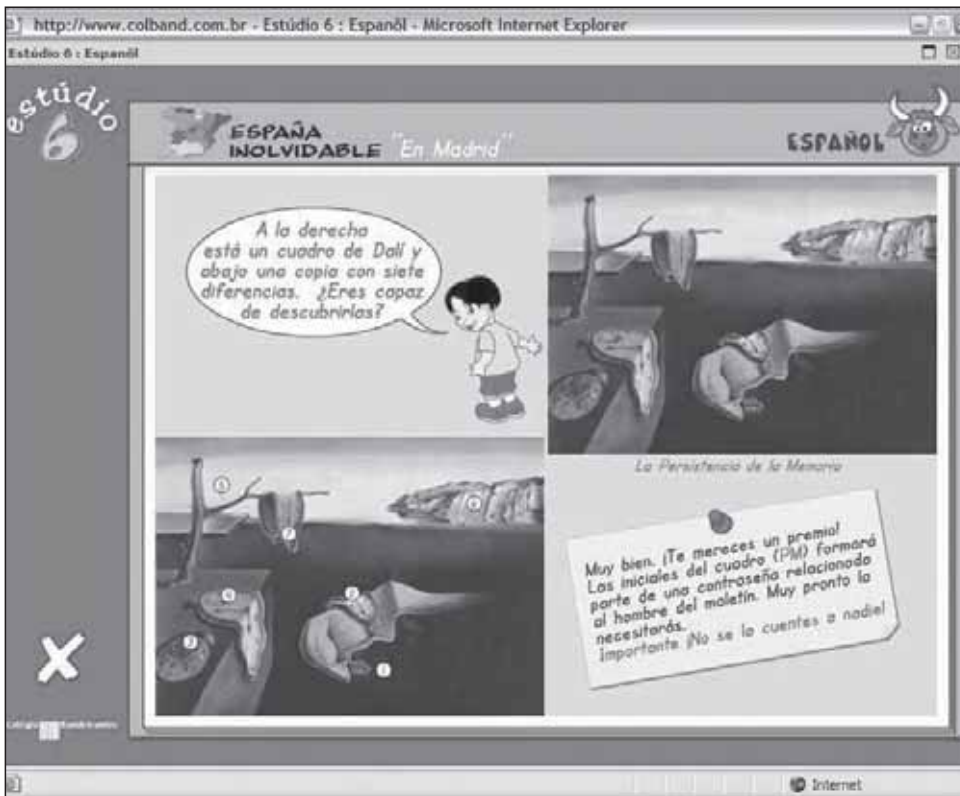 http://www.colband.com.br - Estúdio 6 : Espanõl - Microsoft Internet Explorer
Estúdio 6 : Espanõl
estúdio
6
ESPAÑA
INOLVIDABLE "En Madrid"
ESPAÑOL
A la derecha
está un cuadro de Dalí y
abajo una copia con siete
diferencias. ¿Eres capaz
de descubrirlas?
La Persistencia de la Memoria
Muy bien. ¡Te mereces un premio!
Las iniciales del cuadro (PM) formará
parte de una contraseña relacionada
al hombre del maletín. Muy pronto la
necesitarás.
Importante ¡No se la cuentes a nadie!
Internet